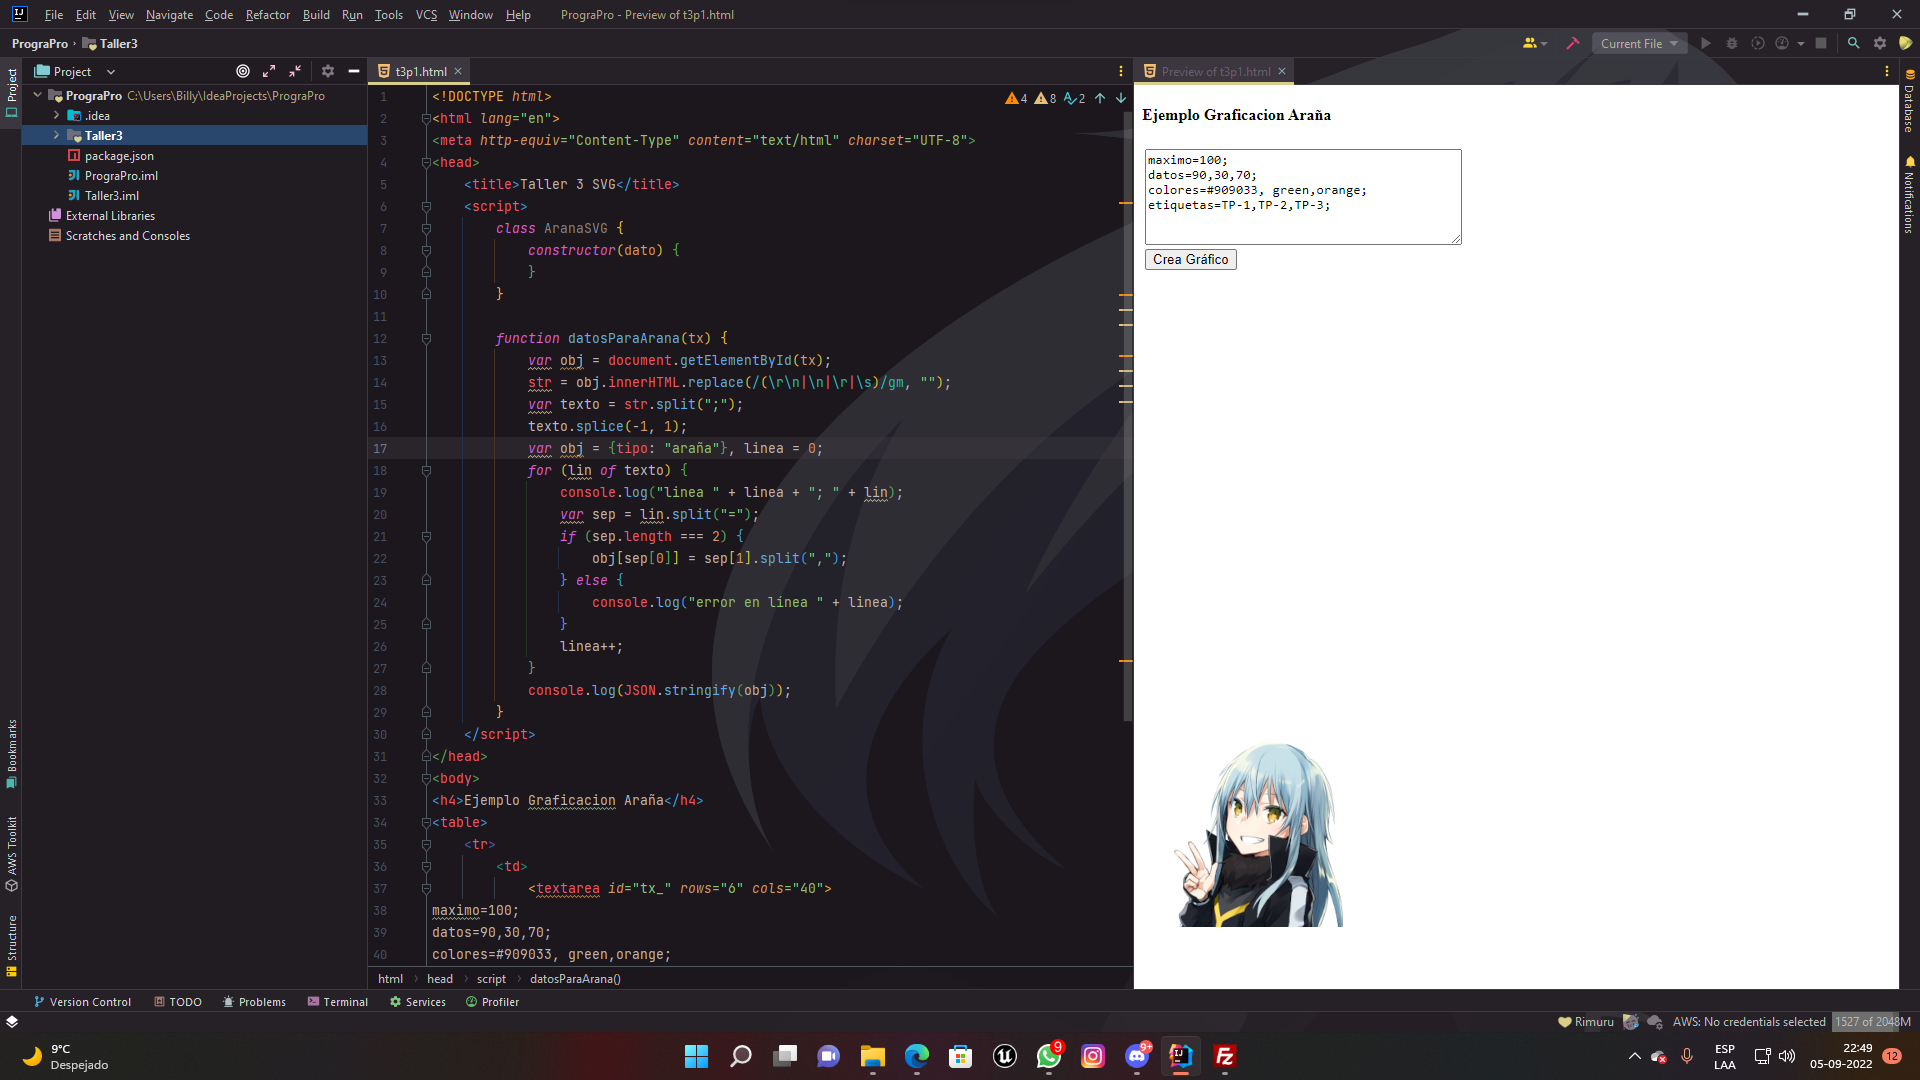 File Edit View Navigate Code Refactor Build Run Tools VCS Window Help PrograPro - Preview of t3p1.html
PrograPro › Taller3
Current File
Project
t3p1.html
Preview of t3p1.html
Project
PrograPro C:\Users\Billy\IdeaProjects\PrograPro
.idea
Taller3
package.json
PrograPro.iml
Taller3.iml
External Libraries
Scratches and Consoles
Bookmarks
AWS Toolkit
Structure
4 8 2
1 <!DOCTYPE html>
2 <html lang="en">
3 <meta http-equiv="Content-Type" content="text/html" charset="UTF-8">
4 <head>
5 <title>Taller 3 SVG</title>
6 <script>
7 class AranaSVG {
8 constructor(dato) {
9 }
10 }
11
12 function datosParaArana(tx) {
13 var obj = document.getElementById(tx);
14 str = obj.innerHTML.replace(/(\r\n|\n|\r|\s)/gm, "");
15 var texto = str.split(";");
16 texto.splice(-1, 1);
17 var obj = {tipo: "araña"}, linea = 0;
18 for (lin of texto) {
19 console.log("linea " + linea + "; " + lin);
20 var sep = lin.split("=");
21 if (sep.length === 2) {
22 obj[sep[0]] = sep[1].split(",");
23 } else {
24 console.log("error en línea " + linea);
25 }
26 linea++;
27 }
28 console.log(JSON.stringify(obj));
29 }
30 </script>
31 </head>
32 <body>
33 <h4>Ejemplo Graficacion Araña</h4>
34 <table>
35 <tr>
36 <td>
37 <textarea id="tx_" rows="6" cols="40">
38 maximo=100;
39 datos=90,30,70;
40 colores=#909033, green,orange;
html › head › script › datosParaArana()
Ejemplo Graficacion Araña
maximo=100;
datos=90,30,70;
colores=#909033, green,orange;
etiquetas=TP-1,TP-2,TP-3;
Crea Gráfico
Database
Notifications
Version Control TODO Problems Terminal Services Profiler
Rimuru AWS: No credentials selected 1527 of 2048M
9°C
Despejado
9
9+
ESP
LAA
22:49
05-09-2022
12